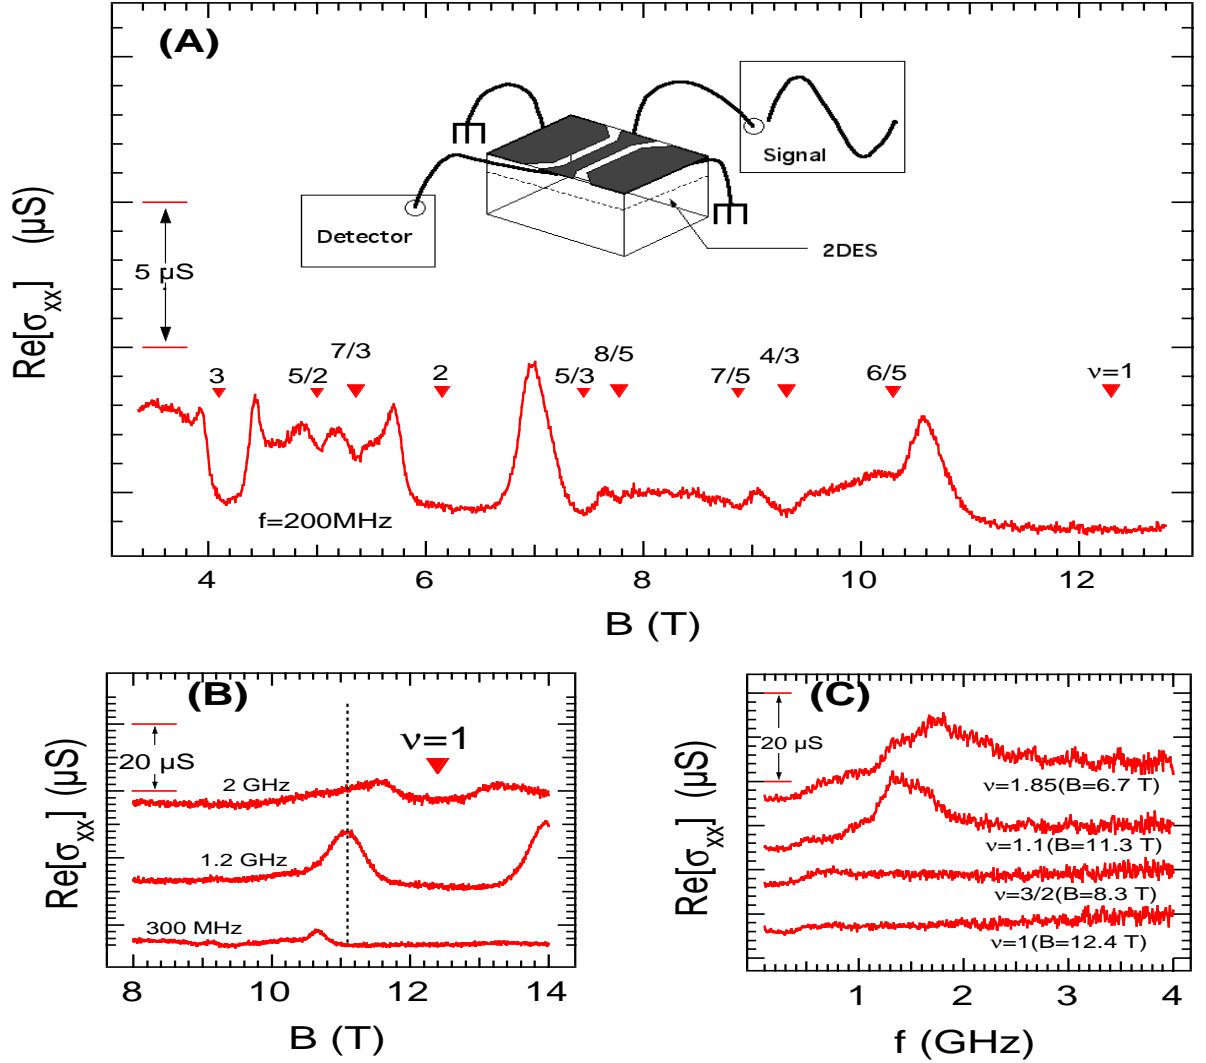 (A)
Signal
Detector
2DES
Re[σxx] (µS)
5 µS
3
5/2
7/3
2
5/3
8/5
7/5
4/3
6/5
ν=1
f=200MHz
4
6
8
10
12
B (T)
(B)
Re[σxx] (µS)
20 µS
ν=1
2 GHz
1.2 GHz
300 MHz
8
10
12
14
B (T)
(C)
Re[σxx] (µS)
20 µS
ν=1.85(B=6.7 T)
ν=1.1(B=11.3 T)
ν=3/2(B=8.3 T)
ν=1(B=12.4 T)
1
2
3
4
f (GHz)